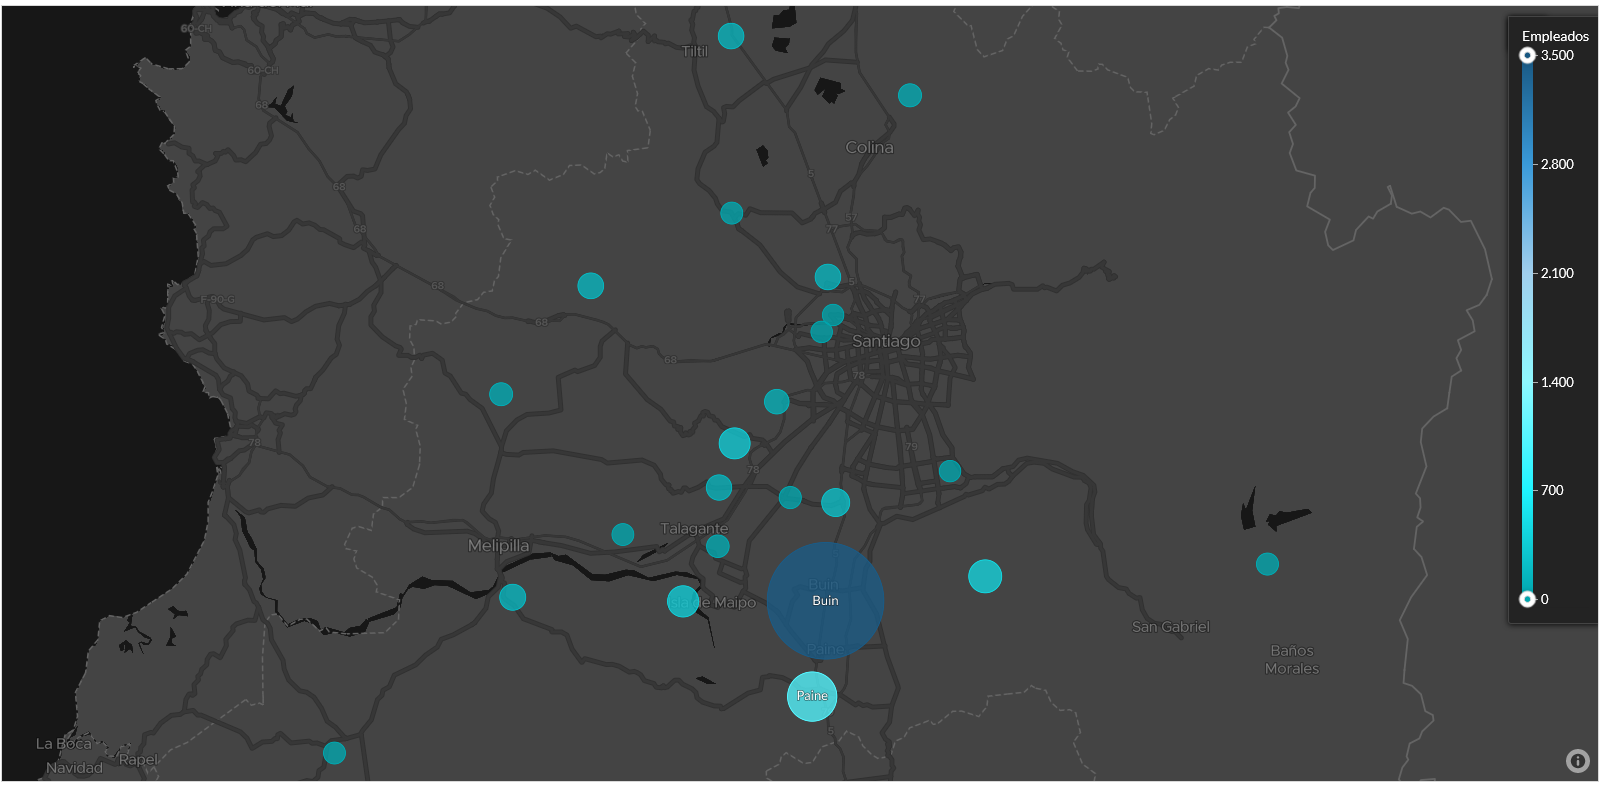 60-CH
Tiltil
60-CH
68
Colina
5
68
57
68
77
5
68
F-90-G
77
68
Santiago
68
78
78
79
78
Talagante
Melipilla
Buin
Buin
de Maipo
San Gabriel
Paine
Baños
Morales
Paine
5
La Boca
Rapel
Navidad
Empleados
3.500
2.800
2.100
1.400
700
0